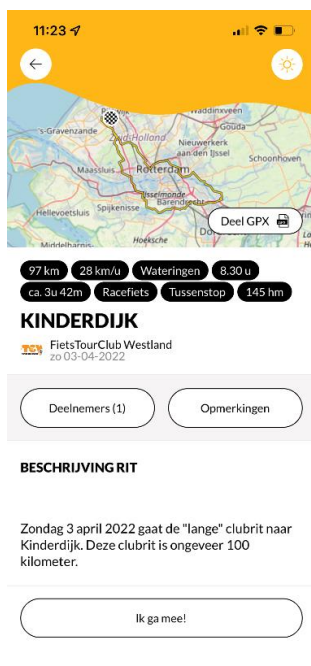 11:23
Rijswijk
Waddinxveen
's-Gravenzande
Zuid-Holland
Gouda
Nieuwerkerk
aan den Ijssel
Schoonhoven
Maassluis
Rotterdam
IJsselmonde
Hellevoetsluis
Spijkenisse
Barendrecht
Deel GPX
Hoeksche
Middelharnis
97 km
28 km/u
Wateringen
8.30 u
ca. 3u 42m
Racefiets
Tussenstop
145 hm
KINDERDIJK
FietsTourClub Westland
zo 03-04-2022
Deelnemers (1)
Opmerkingen
BESCHRIJVING RIT
Zondag 3 april 2022 gaat de "lange" clubrit naar
Kinderdijk. Deze clubrit is ongeveer 100
kilometer.
Ik ga mee!